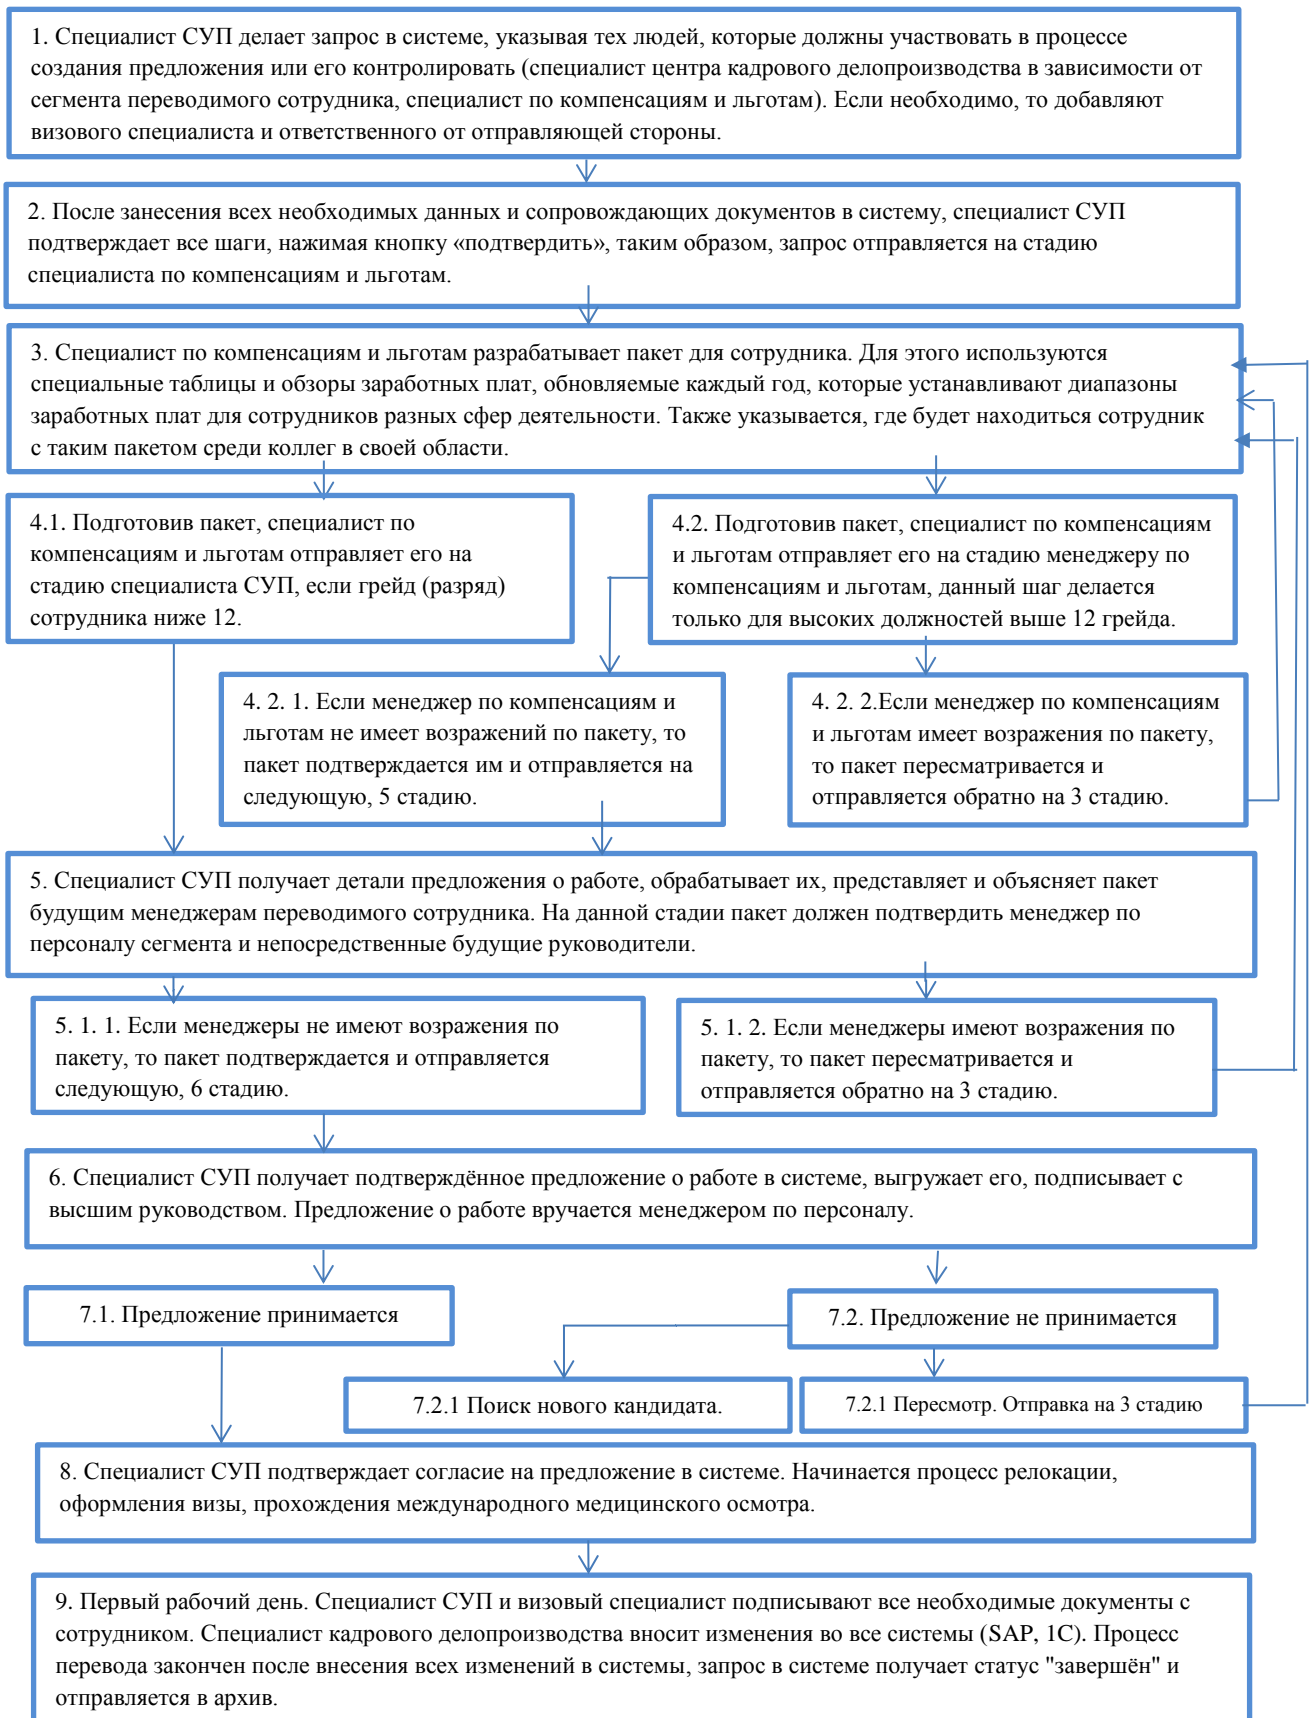 1. Специалист СУП делает запрос в системе, указывая тех людей, которые должны участвовать в процессе
создания предложения или его контролировать (специалист центра кадрового делопроизводства в зависимости от
сегмента переводимого сотрудника, специалист по компенсациям и льготам). Если необходимо, то добавляют
визового специалиста и ответственного от отправляющей стороны.
2. После занесения всех необходимых данных и сопровождающих документов в систему, специалист СУП
подтверждает все шаги, нажимая кнопку «подтвердить», таким образом, запрос отправляется на стадию
специалиста по компенсациям и льготам.
3. Специалист по компенсациям и льготам разрабатывает пакет для сотрудника. Для этого используются
специальные таблицы и обзоры заработных плат, обновляемые каждый год, которые устанавливают диапазоны
заработных плат для сотрудников разных сфер деятельности. Также указывается, где будет находиться сотрудник
с таким пакетом среди коллег в своей области.
4.1. Подготовив пакет, специалист по
компенсациям и льготам отправляет его на
стадию специалиста СУП, если грейд (разряд)
сотрудника ниже 12.
4.2. Подготовив пакет, специалист по компенсациям
и льготам отправляет его на стадию менеджеру по
компенсациям и льготам, данный шаг делается
только для высоких должностей выше 12 грейда.
4. 2. 1. Если менеджер по компенсациям и
льготам не имеет возражений по пакету, то
пакет подтверждается им и отправляется на
следующую, 5 стадию.
4. 2. 2.Если менеджер по компенсациям
и льготам имеет возражения по пакету,
то пакет пересматривается и
отправляется обратно на 3 стадию.
5. Специалист СУП получает детали предложения о работе, обрабатывает их, представляет и объясняет пакет
будущим менеджерам переводимого сотрудника. На данной стадии пакет должен подтвердить менеджер по
персоналу сегмента и непосредственные будущие руководители.
5. 1. 1. Если менеджеры не имеют возражения по
пакету, то пакет подтверждается и отправляется
следующую, 6 стадию.
5. 1. 2. Если менеджеры имеют возражения по
пакету, то пакет пересматривается и
отправляется обратно на 3 стадию.
6. Специалист СУП получает подтверждённое предложение о работе в системе, выгружает его, подписывает с
высшим руководством. Предложение о работе вручается менеджером по персоналу.
7.1. Предложение принимается
7.2. Предложение не принимается
7.2.1 Поиск нового кандидата.
7.2.1 Пересмотр. Отправка на 3 стадию
8. Специалист СУП подтверждает согласие на предложение в системе. Начинается процесс релокации,
оформления визы, прохождения международного медицинского осмотра.
9. Первый рабочий день. Специалист СУП и визовый специалист подписывают все необходимые документы с
сотрудником. Специалист кадрового делопроизводства вносит изменения во все системы (SAP, 1С). Процесс
перевода закончен после внесения всех изменений в системы, запрос в системе получает статус "завершён" и
отправляется в архив.